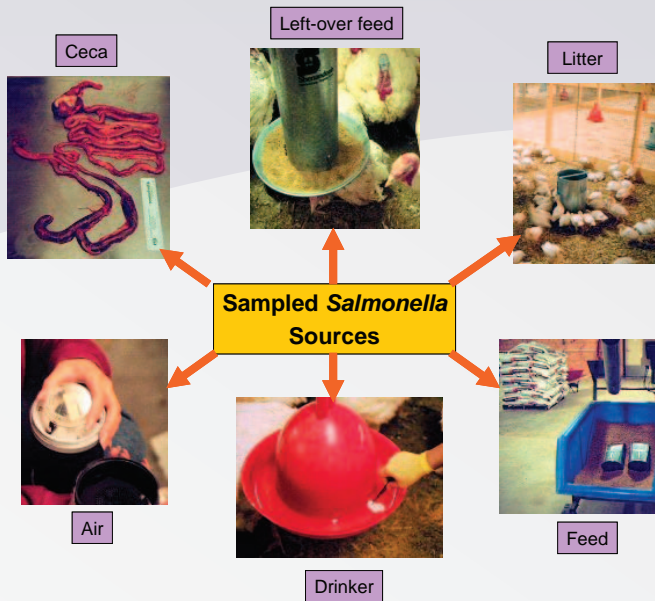 Left-over feed
Ceca
Litter
Sampled Salmonella
Sources
Air
Feed
Drinker